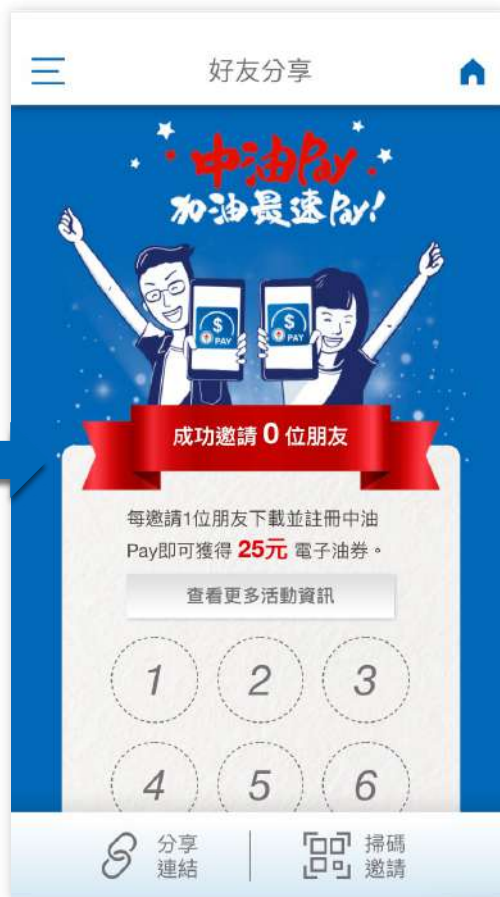 好友分享
中油Pay
加油最速Pay!
$
PAY
$
PAY
成功邀請 0 位朋友
每邀請1位朋友下載並註冊中油
Pay即可獲得 25元 電子油券。
查看更多活動資訊
1 2 3
4 5 6
分享
連結
掃碼
邀請